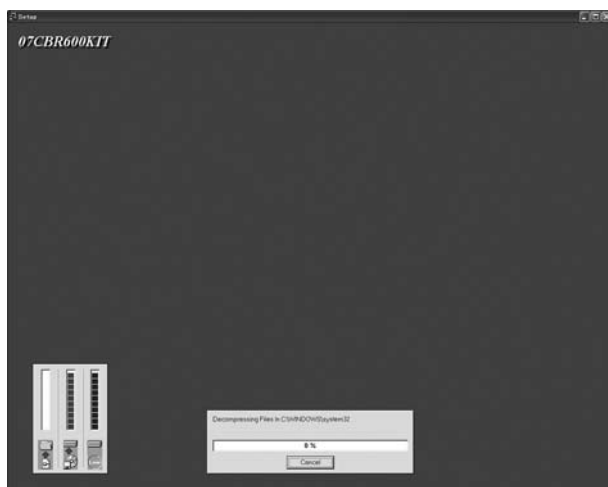 Setup
07CBR600KIT
Decompressing Files in C:\WINDOWS\system32
0 %
Cancel